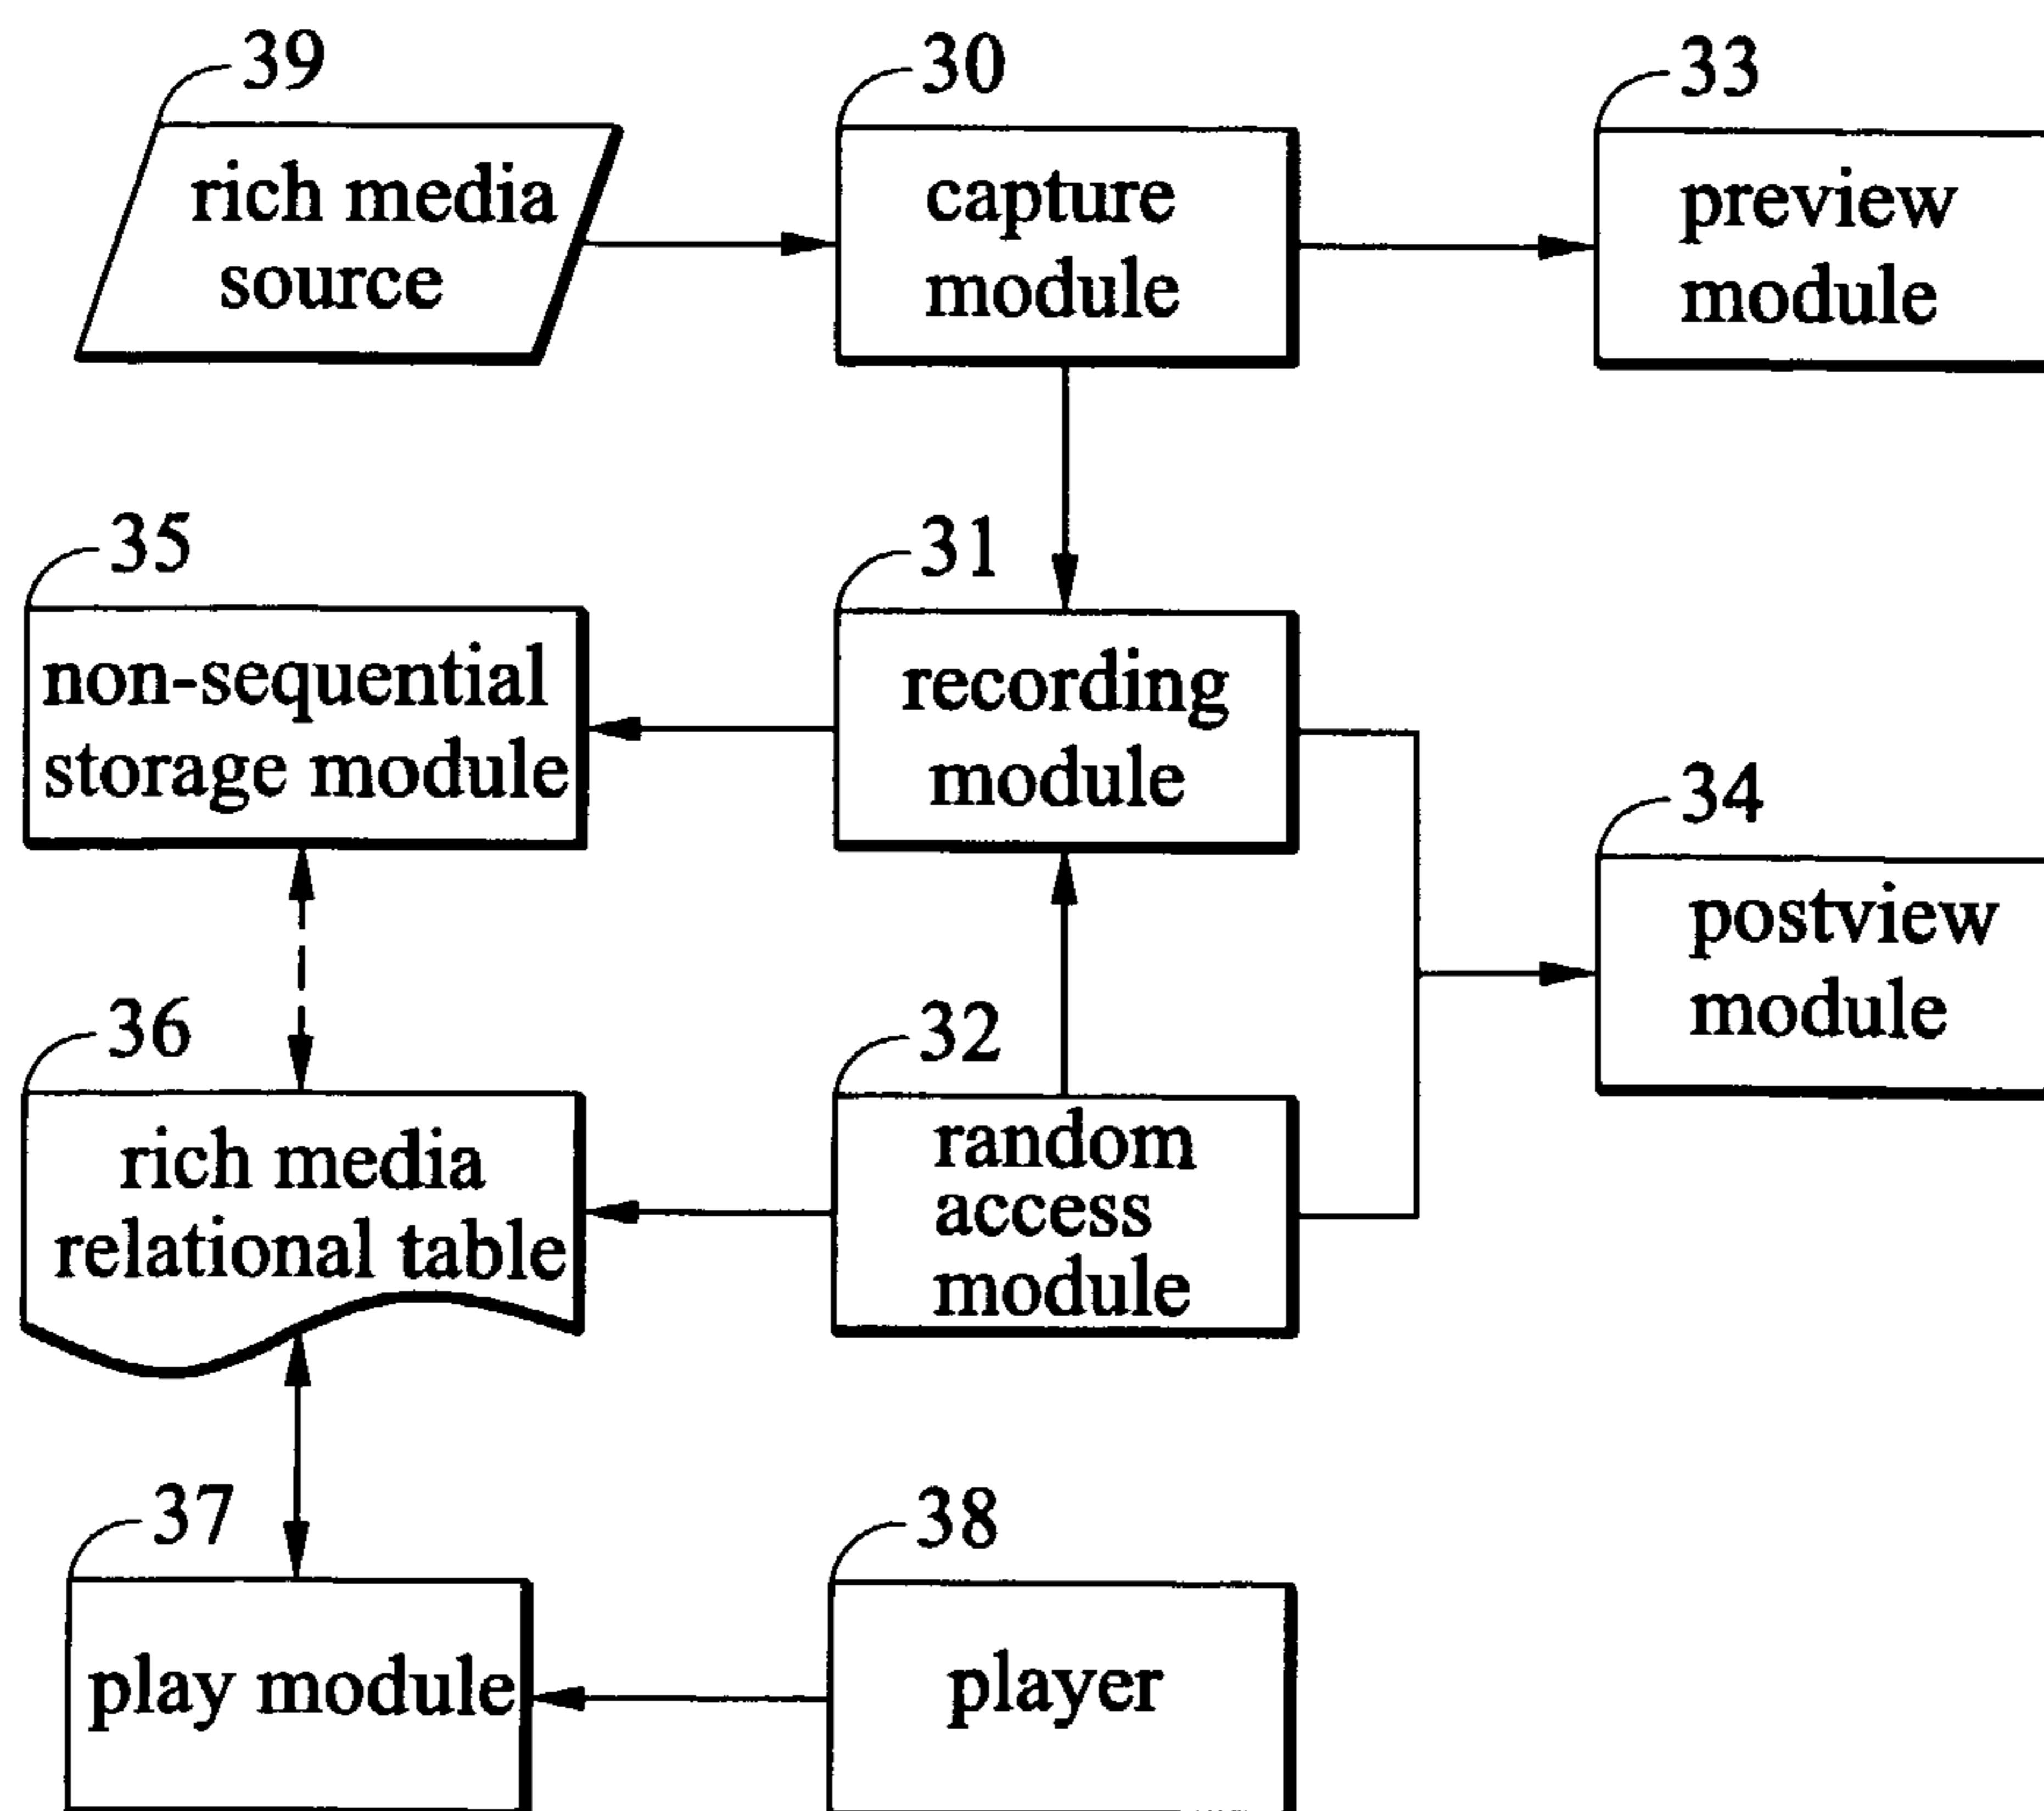 39
rich media
source
30
capture
module
33
preview
module
35
non-sequential
storage module
31
recording
module
34
postview
module
36
rich media
relational table
32
random
access
module
37
play module
38
player